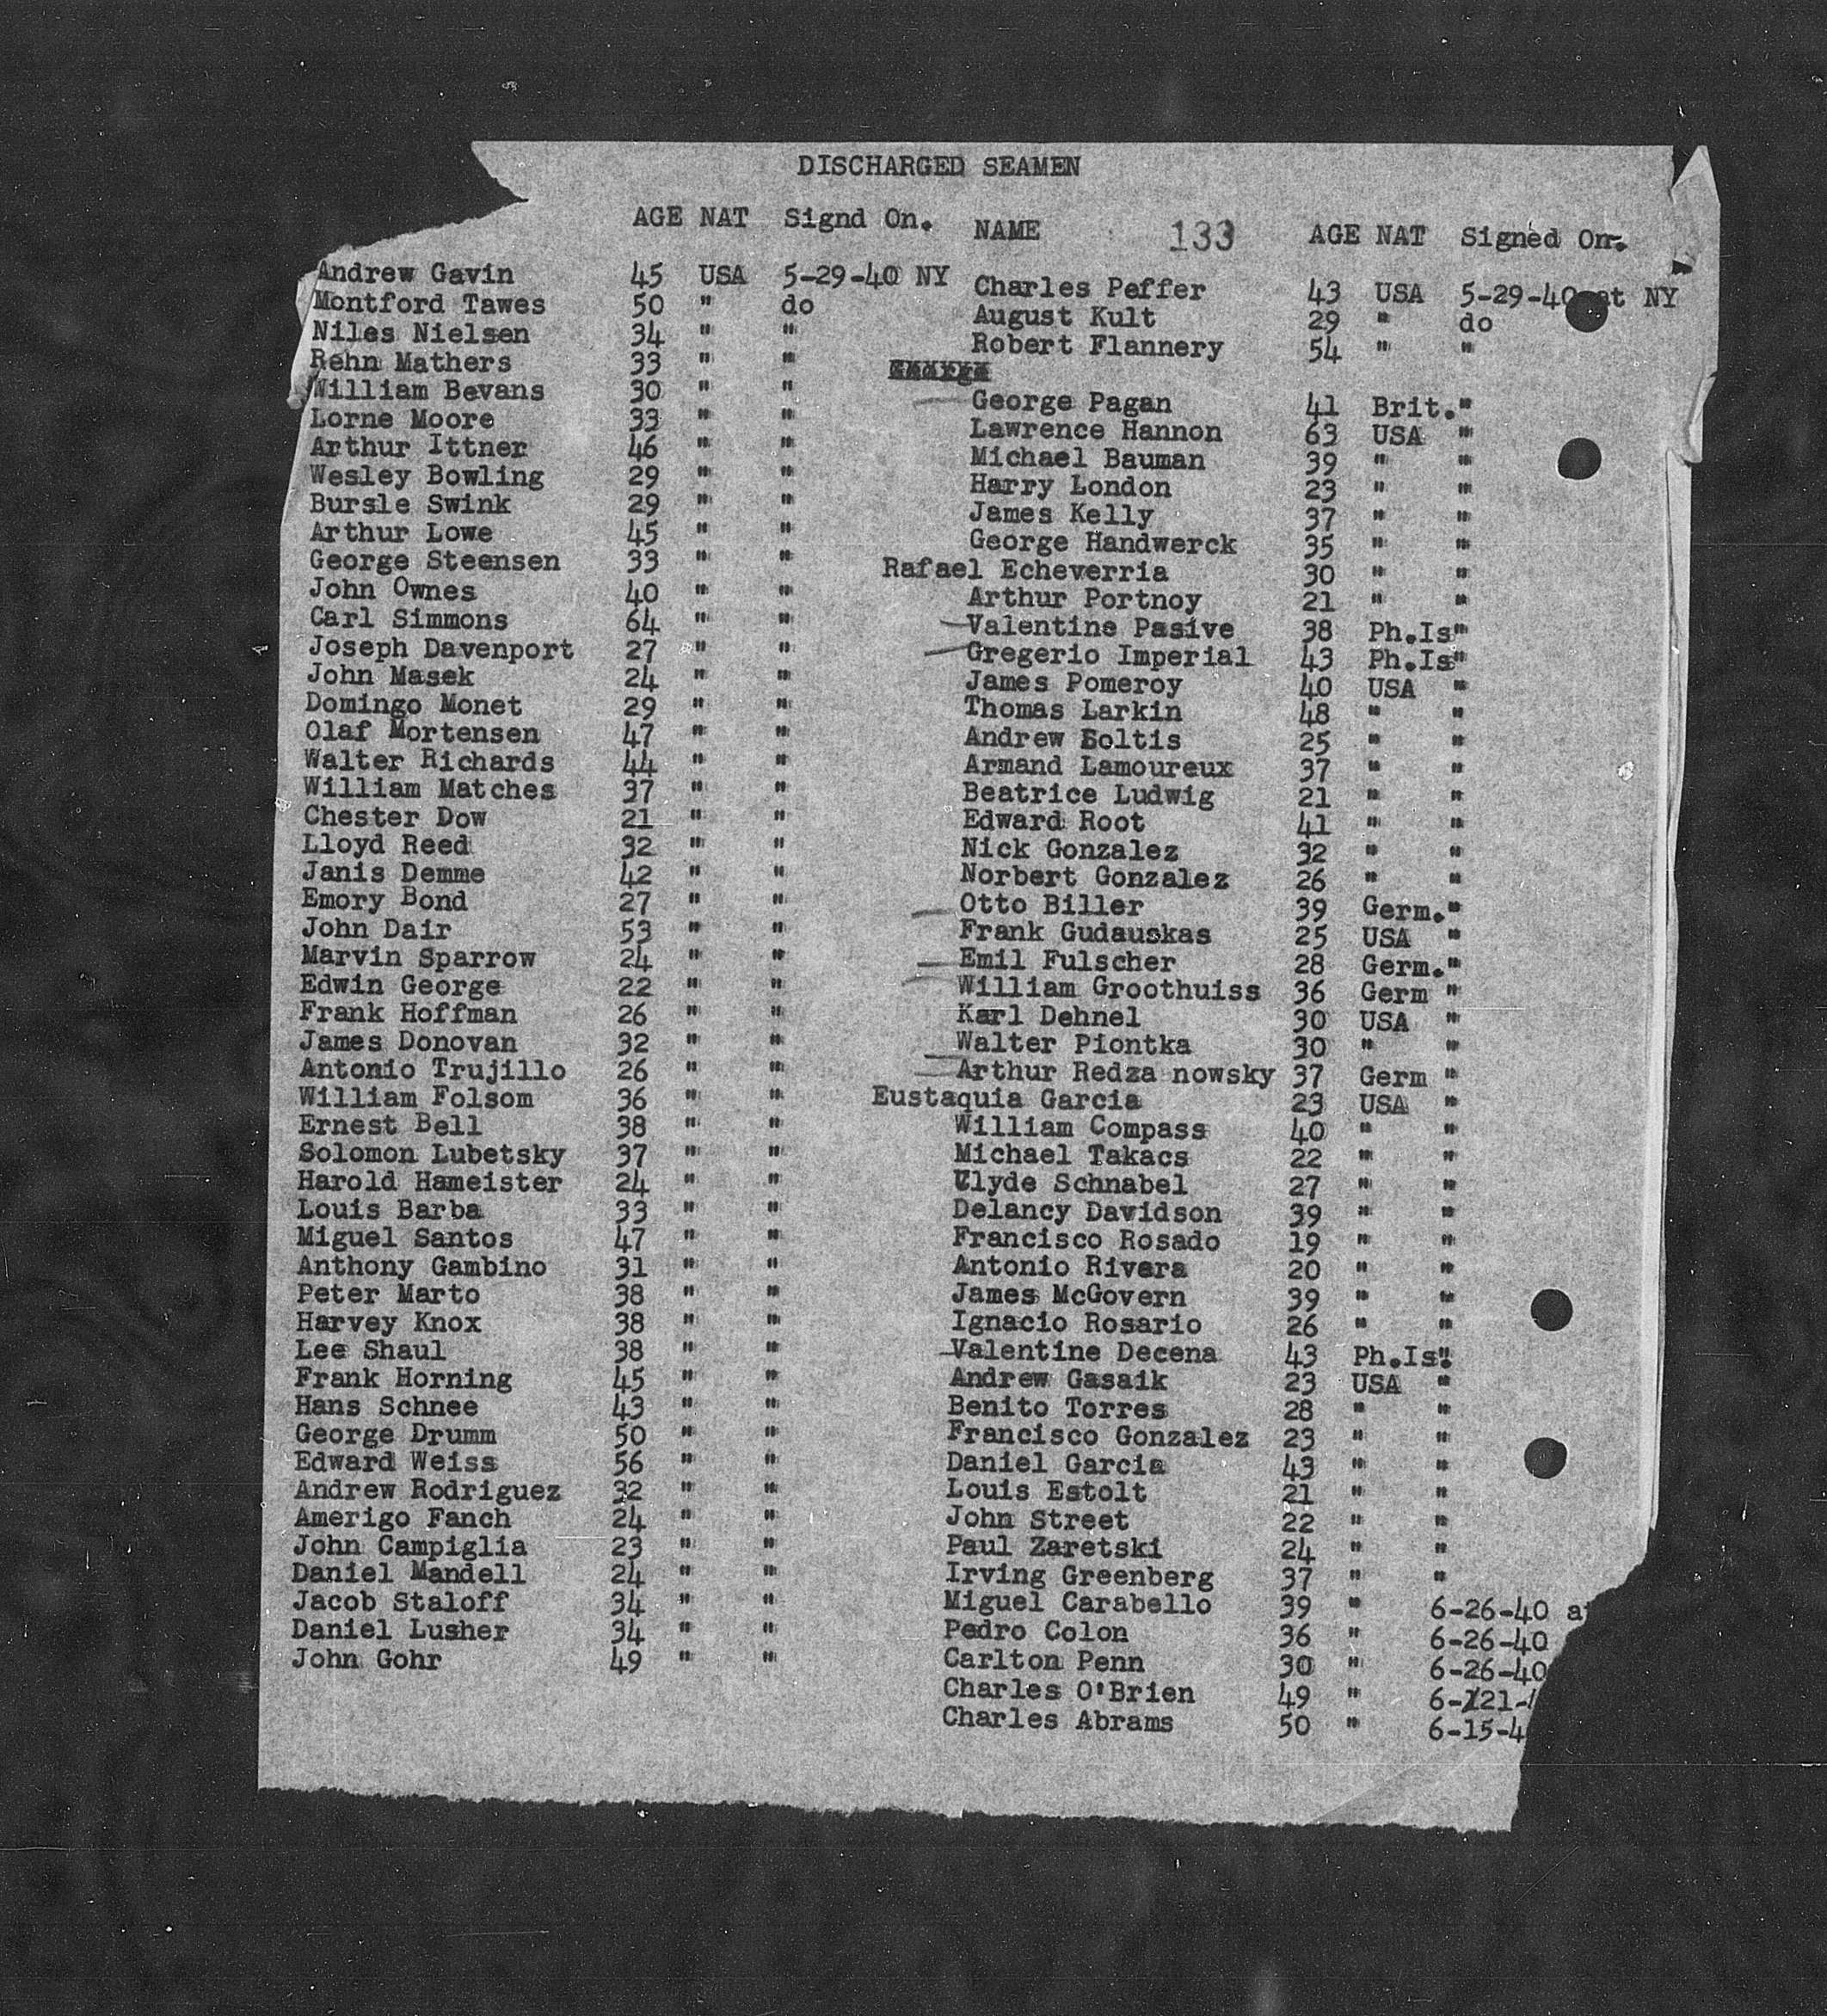 DISCHARGED SEAMEN
AGE NAT Signd On.
Andrew Gavin 45 USA 5-29-40 NY
Montford Tawes 50 " do
Niles Nielsen 34 " "
Rehn Mathers 33 " "
William Bevans 30 " "
Lorne Moore 33 " "
Arthur Ittner 46 " "
Wesley Bowling 29 " "
Bursle Swink 29 " "
Arthur Lowe 45 " "
George Steensen 33 " "
John Ownes 40 " "
Carl Simmons 64 " "
Joseph Davenport 27 " "
John Masek 24 " "
Domingo Monet 29 " "
Olaf Mortensen 47 " "
Walter Richards 44 " "
William Matches 37 " "
Chester Dow 21 " "
Lloyd Reed 32 " "
Janis Demme 42 " "
Emory Bond 27 " "
John Dair 53 " "
Marvin Sparrow 24 " "
Edwin George 22 " "
Frank Hoffman 26 " "
James Donovan 32 " "
Antonio Trujillo 26 " "
William Folsom 36 " "
Ernest Bell 38 " "
Solomon Lubetsky 37 " "
Harold Hameister 24 " "
Louis Barba 33 " "
Miguel Santos 47 " "
Anthony Gambino 31 " "
Peter Marto 38 " "
Harvey Knox 38 " "
Lee Shaul 38 " "
Frank Horning 45 " "
Hans Schnee 43 " "
George Drumm 50 " "
Edward Weiss 56 " "
Andrew Rodriguez 32 " "
Amerigo Fanch 24 " "
John Campiglia 23 " "
Daniel Mandell 24 " "
Jacob Staloff 34 " "
Daniel Lusher 34 " "
John Gohr 49 " "
NAME 133 AGE NAT Signed On.
Charles Peffer 43 USA 5-29-40 at NY
August Kult 29 " do
Robert Flannery 54 " "
George Pagan 41 Brit. "
Lawrence Hannon 63 USA "
Michael Bauman 39 " "
Harry London 23 " "
James Kelly 37 " "
George Handwerck 35 " "
Rafael Echeverria 30 " "
Arthur Portnoy 21 " "
Valentine Pasive 38 Ph.Is "
Gregerio Imperial 43 Ph.Is "
James Pomeroy 40 USA "
Thomas Larkin 48 " "
Andrew Soltis 25 " "
Armand Lamoureux 37 " "
Beatrice Ludwig 21 " "
Edward Root 41 " "
Nick Gonzalez 32 " "
Norbert Gonzalez 26 " "
Otto Biller 39 Germ. "
Frank Gudauskas 25 USA "
Emil Fulscher 28 Germ. "
William Groothuiss 36 Germ "
Karl Dehnel 30 USA "
Walter Piontka 30 " "
Arthur Redza nowsky 37 Germ "
Eustaquia Garcia 23 USA "
William Compass 40 " "
Michael Takacs 22 " "
Clyde Schnabel 27 " "
Delancy Davidson 39 " "
Francisco Rosado 19 " "
Antonio Rivera 20 " "
James McGovern 39 " "
Ignacio Rosario 26 " "
Valentine Decena 43 Ph.Is. "
Andrew Gasaik 23 USA "
Benito Torres 28 " "
Francisco Gonzalez 23 " "
Daniel Garcia 43 " "
Louis Estolt 21 " "
John Street 22 " "
Paul Zaretski 24 " "
Irving Greenberg 37 " "
Miguel Carabello 39 " 6-26-40 at
Pedro Colon 36 " 6-26-40
Carlton Penn 30 " 6-26-40
Charles O'Brien 49 "
Charles Abrams 50 " 6-15-4